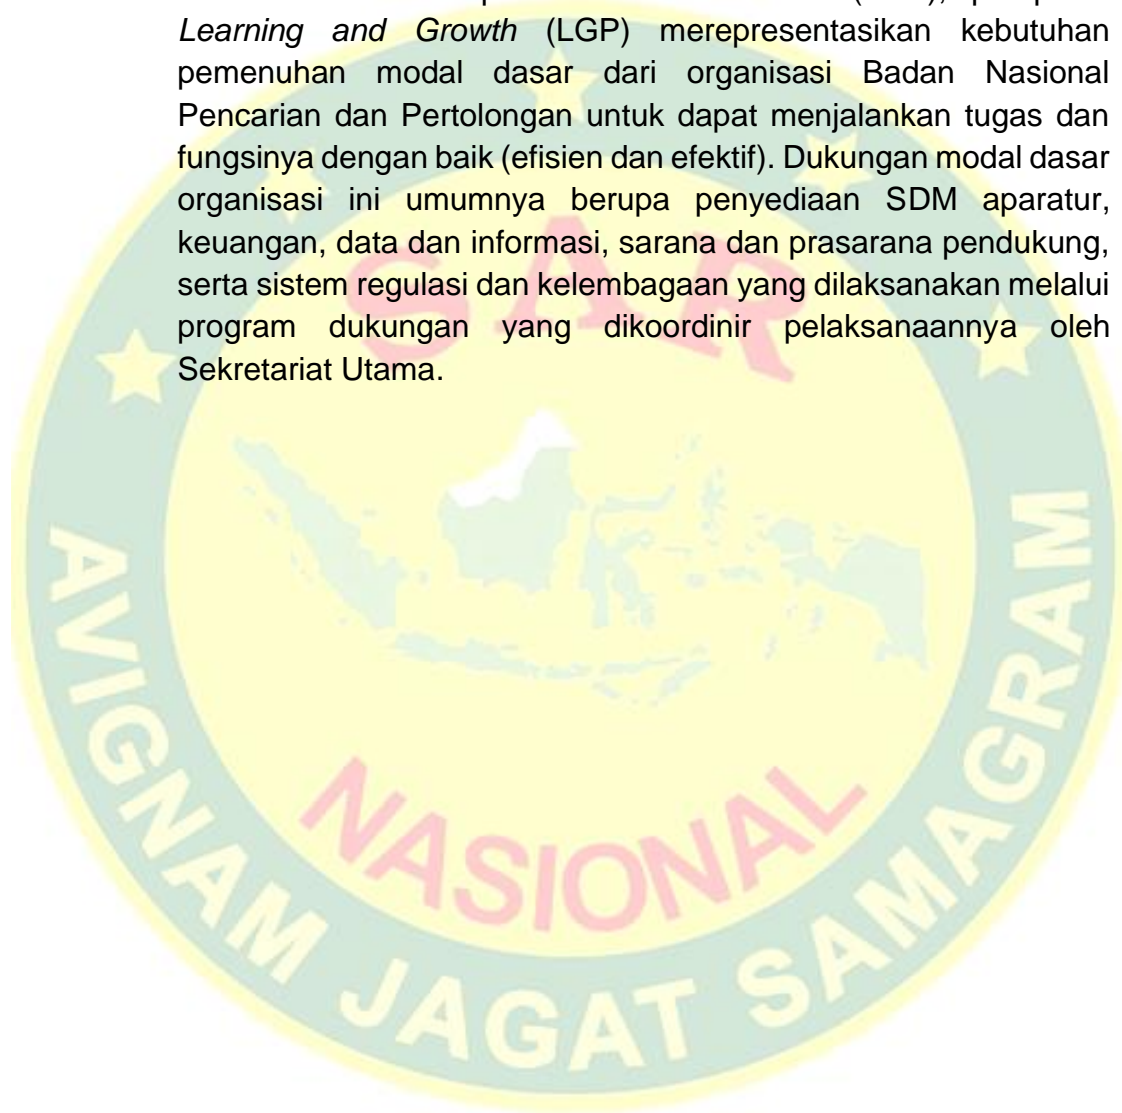 Learning and Growth (LGP) merepresentasikan kebutuhan
pemenuhan modal dasar dari organisasi Badan Nasional
Pencarian dan Pertolongan untuk dapat menjalankan tugas dan
fungsinya dengan baik (efisien dan efektif). Dukungan modal dasar
organisasi ini umumnya berupa penyediaan SDM aparatur,
keuangan, data dan informasi, sarana dan prasarana pendukung,
serta sistem regulasi dan kelembagaan yang dilaksanakan melalui
program dukungan yang dikoordinir pelaksanaannya oleh
Sekretariat Utama.
SAR
NASIONAL
AVIGNAM JAGAT SAMAGRAM